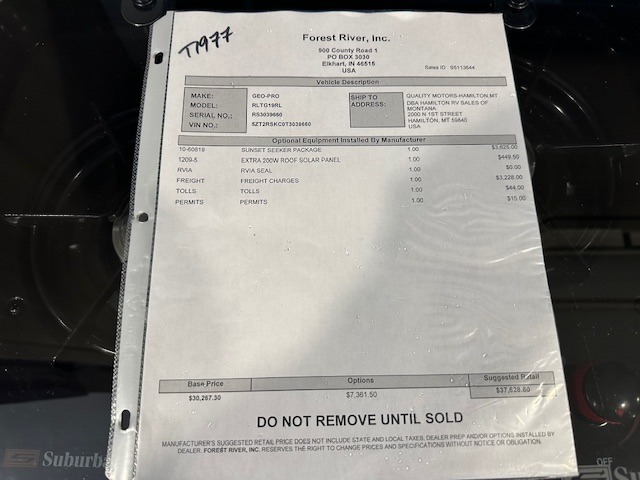 T1977
Forest River, Inc.
900 County Road 1
PO BOX 3030
Elkhart, IN 46515
USA
Sales ID S5113644
Vehicle Description
MAKE: GEO-PRO
MODEL: RLTG19RL
SERIAL NO.: RS3039660
VIN NO.: 5ZT2RSKC0T3039660
SHIP TO ADDRESS:
QUALITY MOTORS-HAMILTON,MT
DBA HAMILTON RV SALES OF
MONTANA
2000 N 1ST STREET
HAMILTON, MT 59840
USA
Optional Equipment Installed By Manufacturer
10-60819 SUNSET SEEKER PACKAGE 1.00 $3,625.00
1209-5 EXTRA 200W ROOF SOLAR PANEL 1.00 $449.50
RVIA RVIA SEAL 1.00 $0.00
FREIGHT FREIGHT CHARGES 1.00 $3,228.00
TOLLS TOLLS 1.00 $44.00
PERMITS PERMITS 1.00 $15.00
Base Price Options Suggested Retail
$30,267.30 $7,361.50 $37,628.80
DO NOT REMOVE UNTIL SOLD
MANUFACTURER'S SUGGESTED RETAIL PRICE DOES NOT INCLUDE STATE AND LOCAL TAXES, DEALER PREP AND/OR OPTIONS INSTALLED BY
DEALER. FOREST RIVER, INC. RESERVES THE RIGHT TO CHANGE PRICES AND SPECIFICATIONS WITHOUT NOTICE OR OBLIGATION.
Suburba
OFF
Su